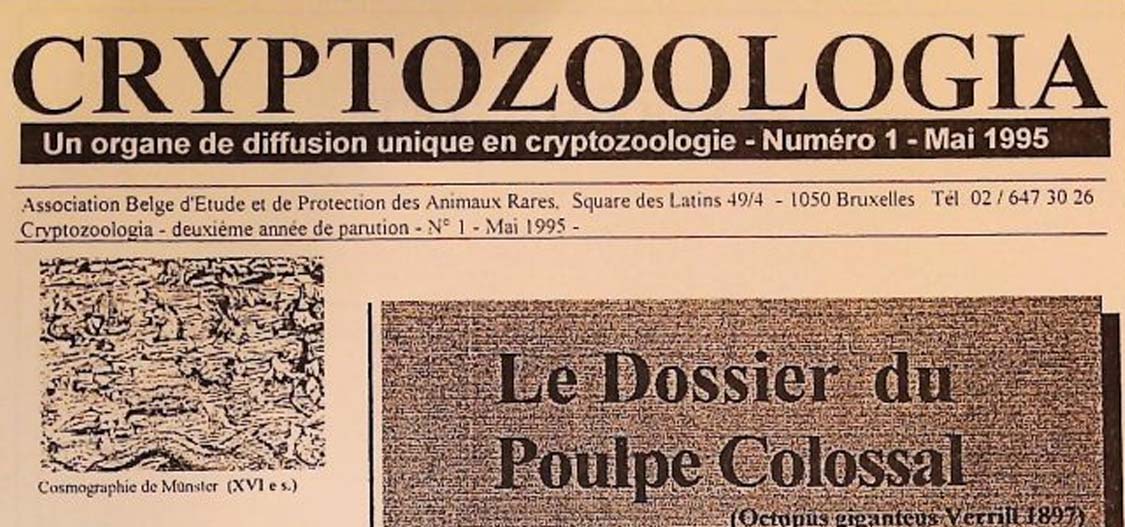 CRYPTOZOOLOGIA
Un organe de diffusion unique en cryptozoologie - Numéro 1 - Mai 1995
Association Belge d'Etude et de Protection des Animaux Rares, Square des Latins 49/4 - 1050 Bruxelles Tél 02 / 647 30 26
Cryptozoologia - deuxième année de parution - N° 1 - Mai 1995 -
Le Dossier du
Poulpe Colossal
(Octopus giganteus Verrill 1897)
Cosmographie de Münster (XVI e s.)